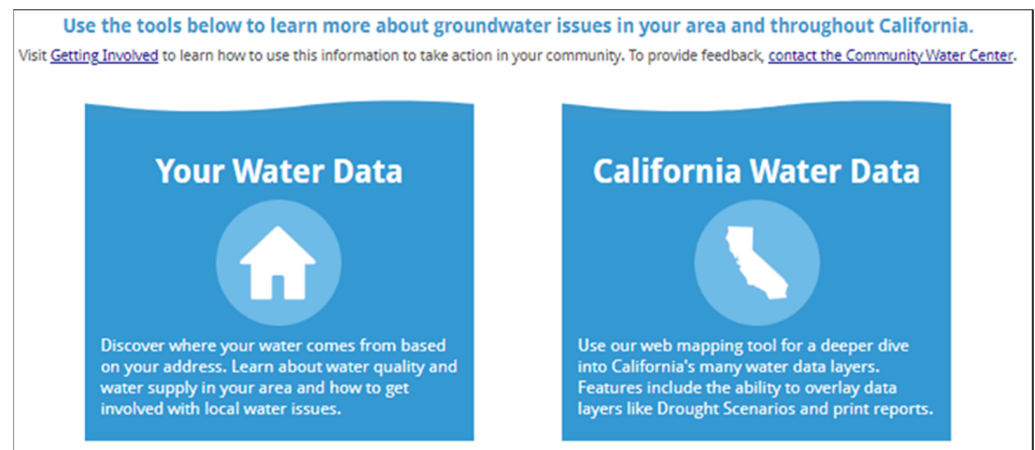 Use the tools below to learn more about groundwater issues in your area and throughout California.
Visit Getting Involved to learn how to use this information to take action in your community. To provide feedback, contact the Community Water Center.
Your Water Data
Discover where your water comes from based
on your address. Learn about water quality and
water supply in your area and how to get
involved with local water issues.
California Water Data
Use our web mapping tool for a deeper dive
into California's many water data layers.
Features include the ability to overlay data
layers like Drought Scenarios and print reports.